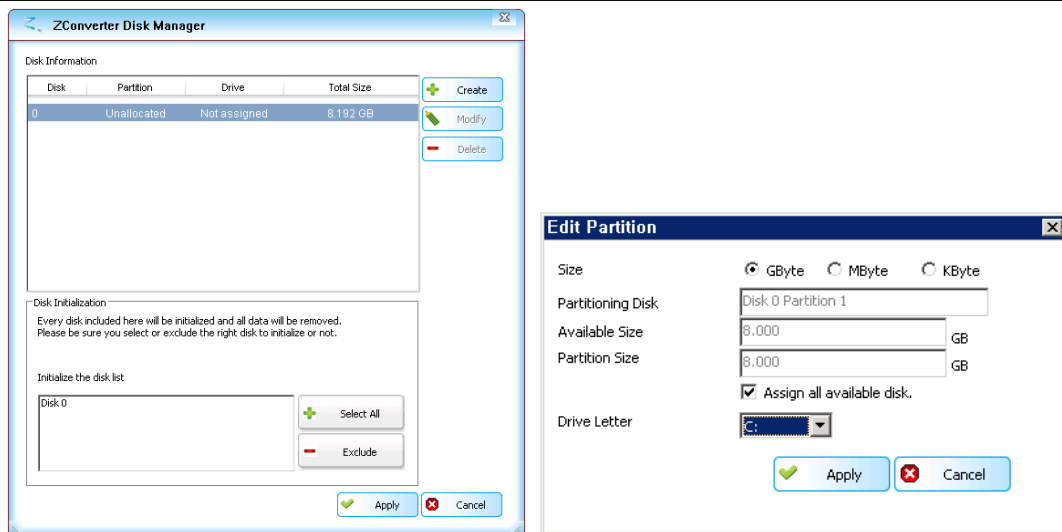 ZConverter Disk Manager
Disk Information
Disk Partition Drive Total Size
0 Unallocated Not assigned 8.192 GB
Create
Modify
Delete
Disk Initialization
Every disk included here will be initialized and all data will be removed.
Please be sure you select or exclude the right disk to initialize or not.
Initialize the disk list
Disk 0
Select All
Exclude
Apply Cancel
Edit Partition
Size GByte MByte KByte
Partitioning Disk Disk 0 Partition 1
Available Size 8.000 GB
Partition Size 8.000 GB
Assign all available disk.
Drive Letter C:
Apply Cancel